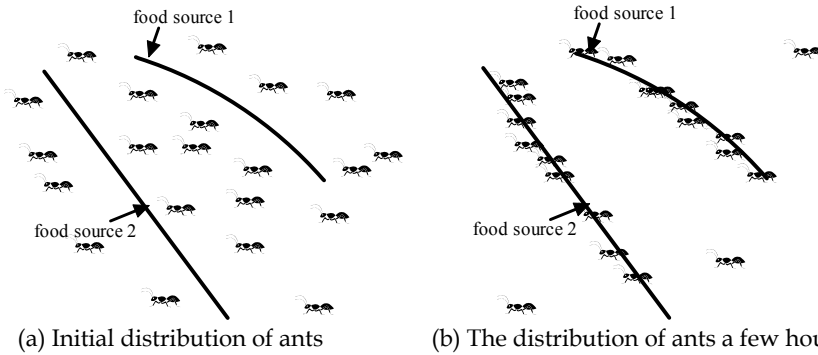 food source 1
food source 2
(a) Initial distribution of ants
food source 1
food source 2
(b) The distribution of ants a few hou